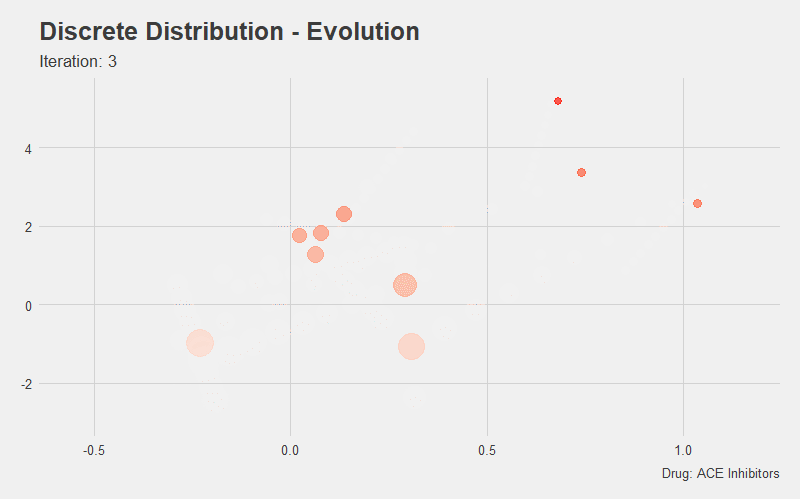 Discrete Distribution - Evolution
Iteration: 3
4
2
0
-2
-0.5 0.0 0.5 1.0
Drug: ACE Inhibitors